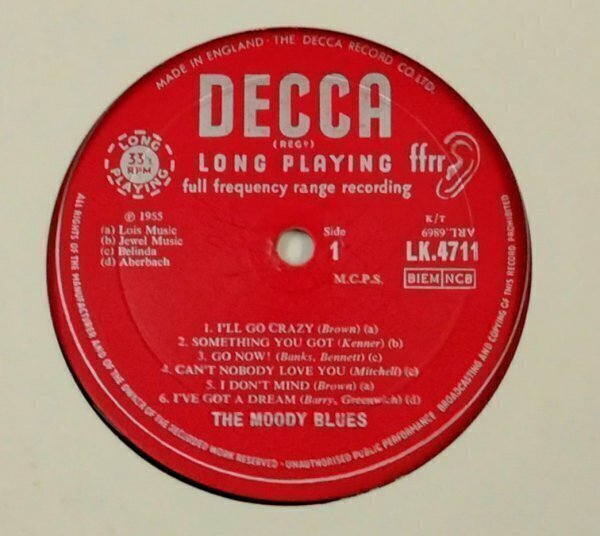 MADE IN ENGLAND · THE DECCA RECORD CO. LTD.
DECCA
(REGD)
LONG PLAYING ffrr
full frequency range recording
LONG PLAYING
33⅓
RPM
℗ 1955
(a) Lois Music
(b) Jewel Music
(c) Belinda
(d) Aberbach
Side
1
M.C.P.S.
K/T
ARL.6989
LK.4711
BIEM NCB
1. I'LL GO CRAZY (Brown) (a)
2. SOMETHING YOU GOT (Kenner) (b)
3. GO NOW! (Banks, Bennett) (c)
4. CAN'T NOBODY LOVE YOU (Mitchell) (c)
5. I DON'T MIND (Brown) (a)
6. I'VE GOT A DREAM (Barry, Greenwich) (d)
THE MOODY BLUES
ALL RIGHTS OF THE MANUFACTURER AND OF THE OWNER OF THE RECORDED WORK RESERVED · UNAUTHORISED PUBLIC PERFORMANCE BROADCASTING AND COPYING OF THIS RECORD PROHIBITED